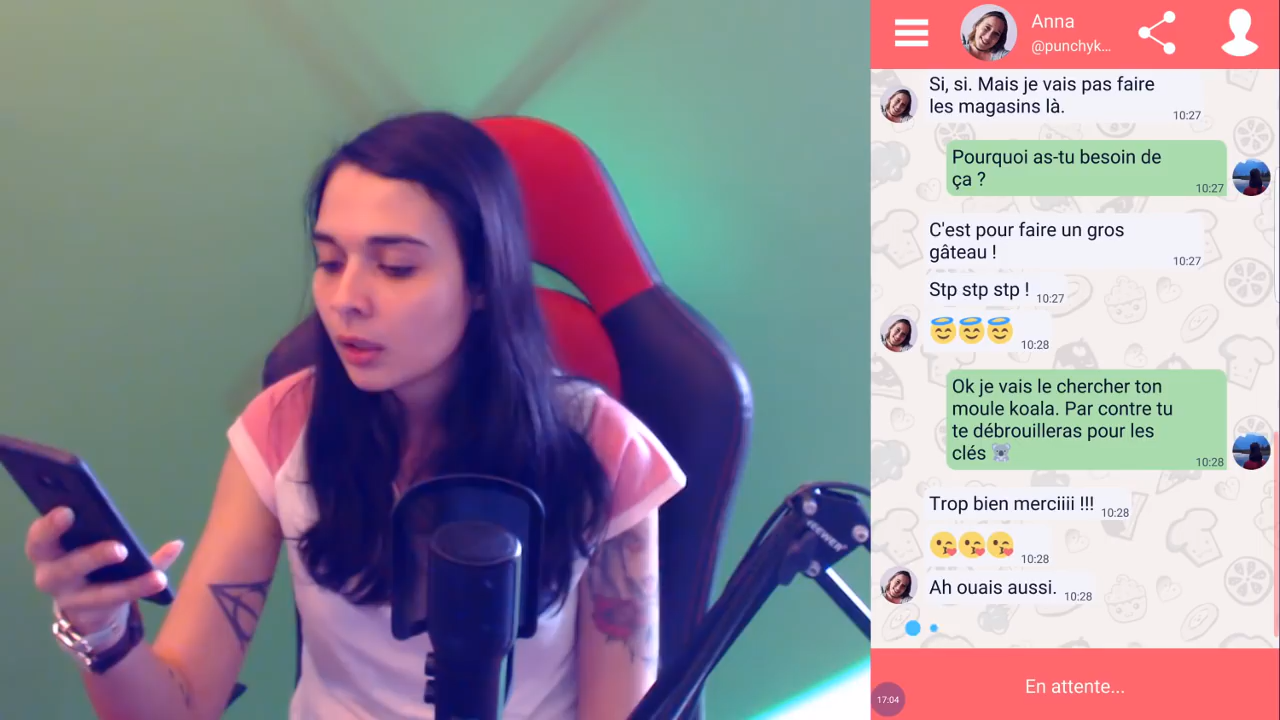 Anna
@punchyk...
Si, si. Mais je vais pas faire
les magasins là.
10:27
Pourquoi as-tu besoin de
ça ?
10:27
C'est pour faire un gros
gâteau !
10:27
Stp stp stp !
10:27
10:28
Ok je vais le chercher ton
moule koala. Par contre tu
te débrouilleras pour les
clés 🐨
10:28
Trop bien merciiii !!!
10:28
10:28
Ah ouais aussi.
10:28
En attente...
17:04
NEEWER